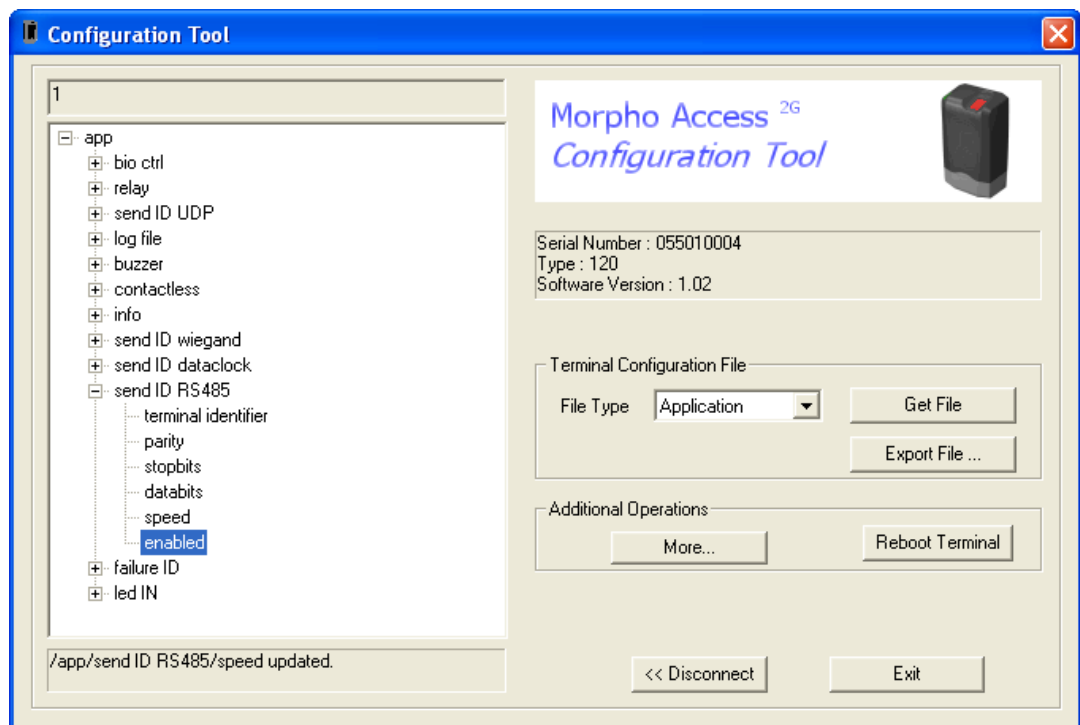 Configuration Tool
1
app
bio ctrl
relay
send ID UDP
log file
buzzer
contactless
info
send ID wiegand
send ID dataclock
send ID RS485
terminal identifier
parity
stopbits
databits
speed
enabled
failure ID
led IN
/app/send ID RS485/speed updated.
Morpho Access 2G
Configuration Tool
Serial Number : 055010004
Type : 120
Software Version : 1.02
Terminal Configuration File
File Type Application Get File
Export File ...
Additional Operations
More... Reboot Terminal
<< Disconnect Exit